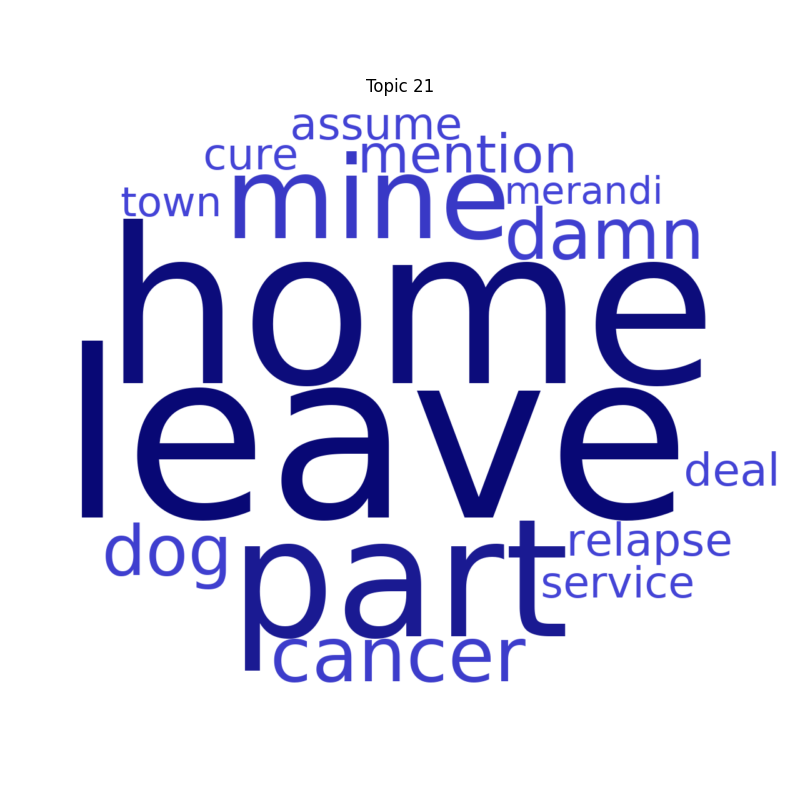 Topic 21
assume
cure mention
town mine merandi
damn
home
leave
deal
dog part relapse
service
cancer